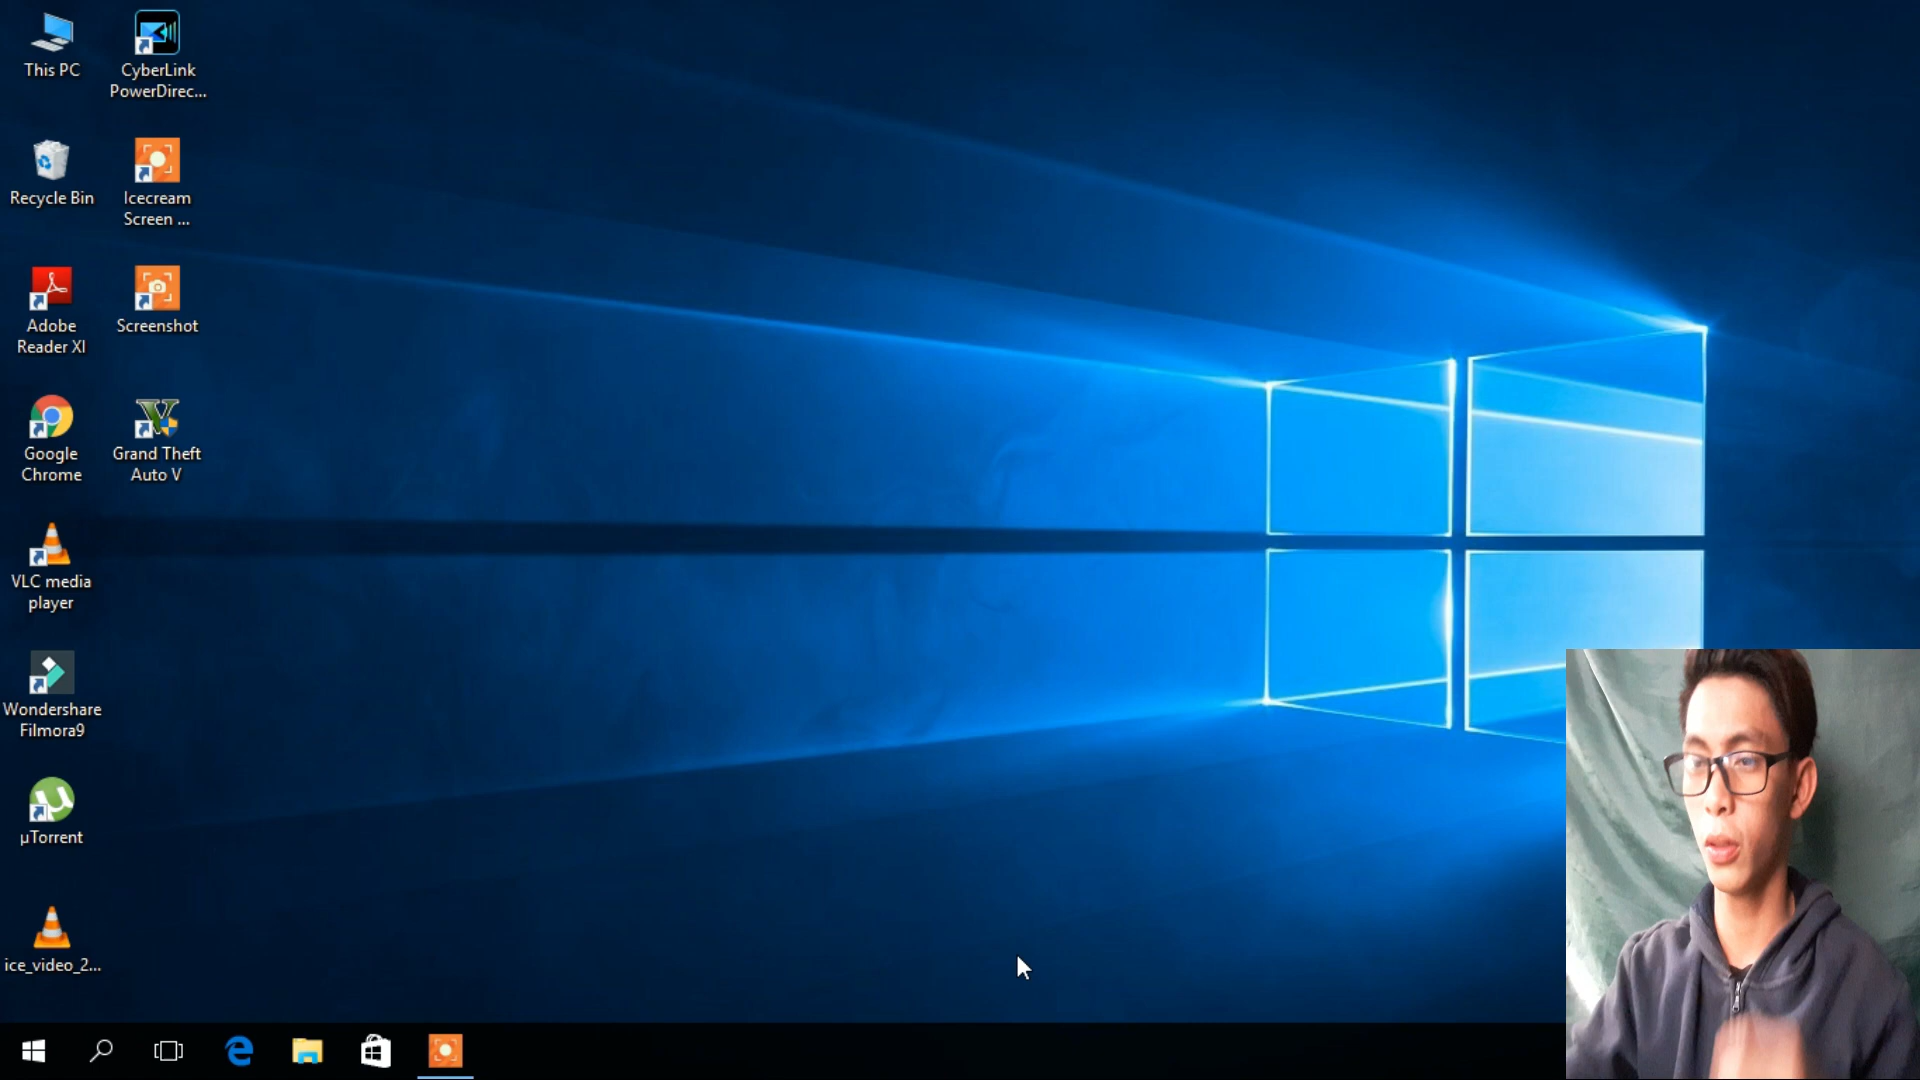 This PC
CyberLink
PowerDirec...
Recycle Bin
Icecream
Screen ...
Adobe
Reader XI
Screenshot
Google
Chrome
Grand Theft
Auto V
VLC media
player
Wondershare
Filmora9
µTorrent
ice_video_2...